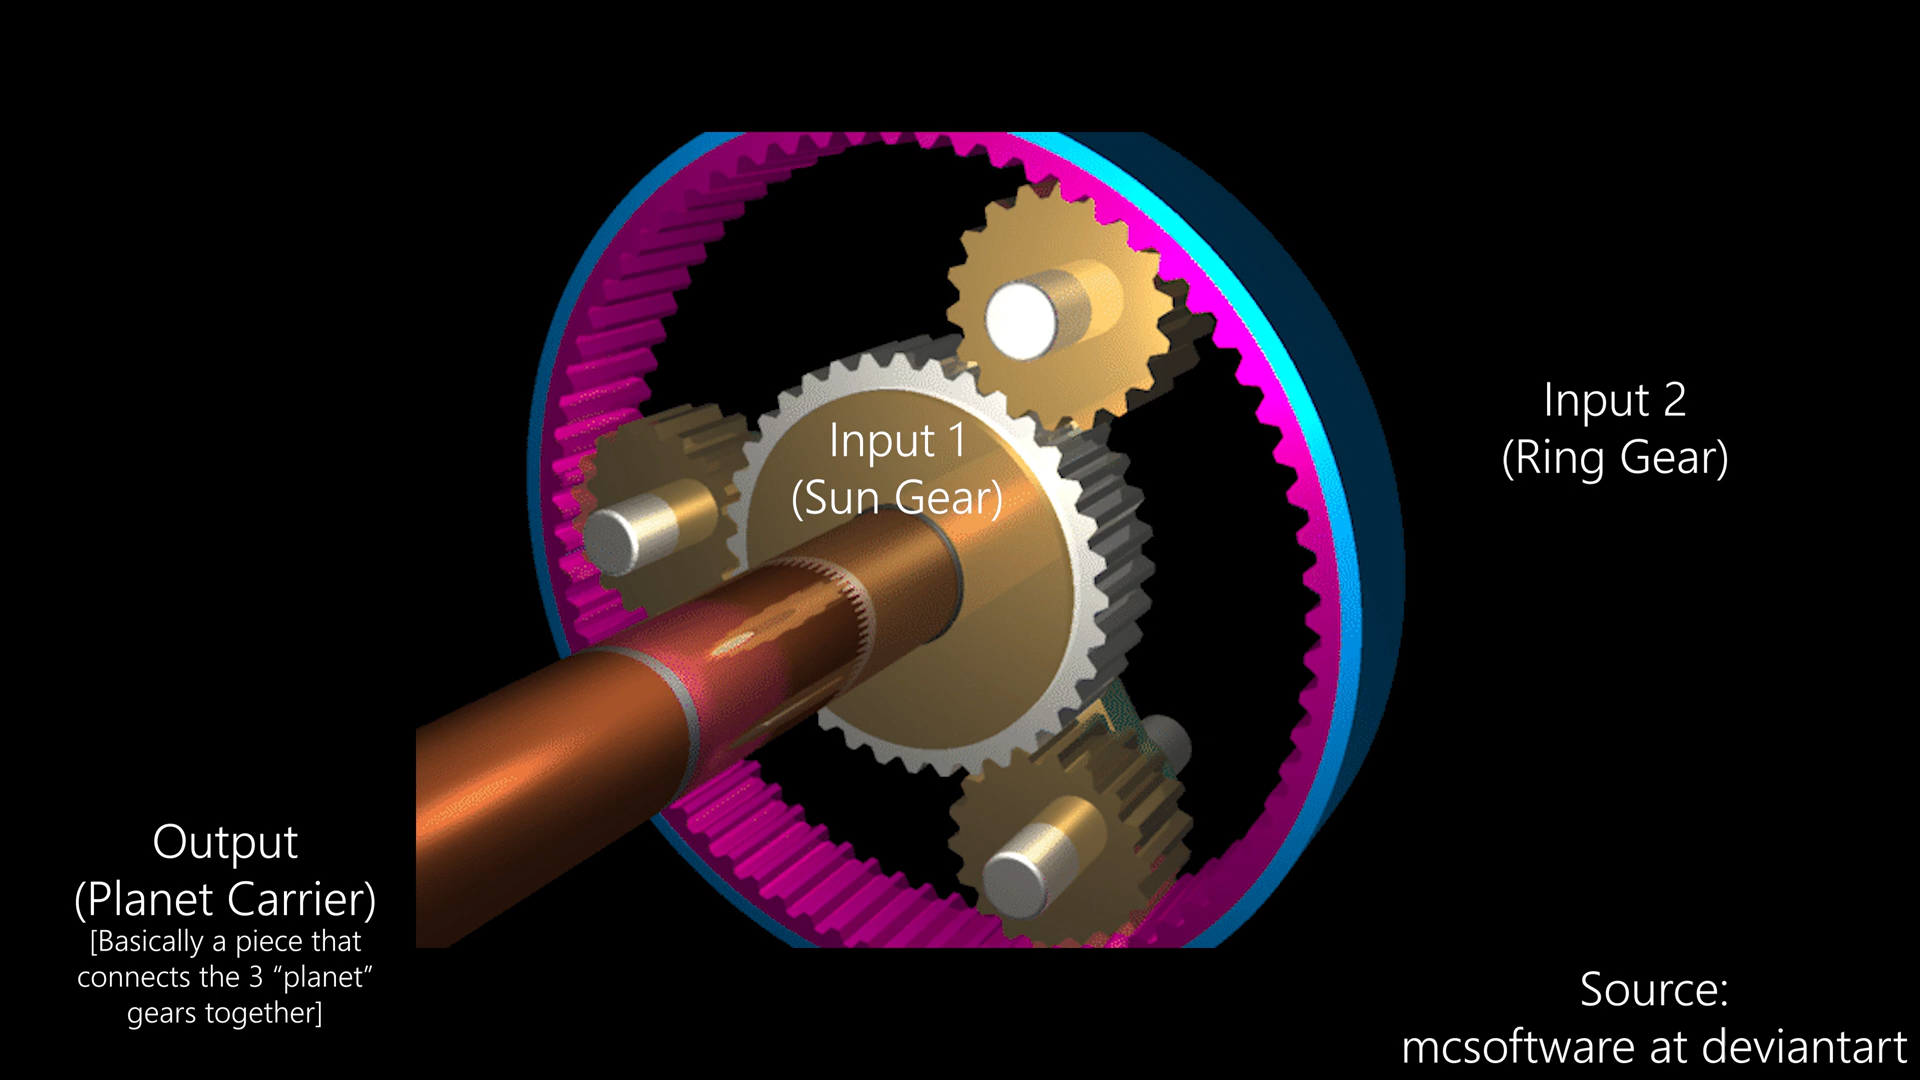 Input 1
(Sun Gear)
Input 2
(Ring Gear)
Output
(Planet Carrier)
[Basically a piece that
connects the 3 “planet”
gears together]
Source:
mcsoftware at deviantart